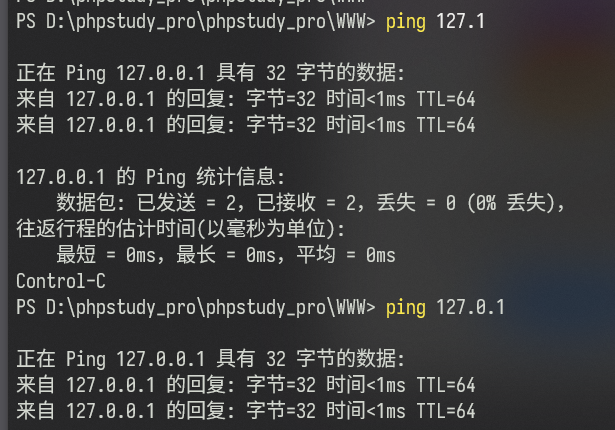 PS D:\phpstudy_pro\phpstudy_pro\WWW> ping 127.1
正在 Ping 127.0.0.1 具有 32 字节的数据:
来自 127.0.0.1 的回复: 字节=32 时间<1ms TTL=64
来自 127.0.0.1 的回复: 字节=32 时间<1ms TTL=64
127.0.0.1 的 Ping 统计信息:
数据包: 已发送 = 2，已接收 = 2，丢失 = 0 (0% 丢失)，
往返行程的估计时间(以毫秒为单位):
最短 = 0ms，最长 = 0ms，平均 = 0ms
Control-C
PS D:\phpstudy_pro\phpstudy_pro\WWW> ping 127.0.1
正在 Ping 127.0.0.1 具有 32 字节的数据:
来自 127.0.0.1 的回复: 字节=32 时间<1ms TTL=64
来自 127.0.0.1 的回复: 字节=32 时间<1ms TTL=64